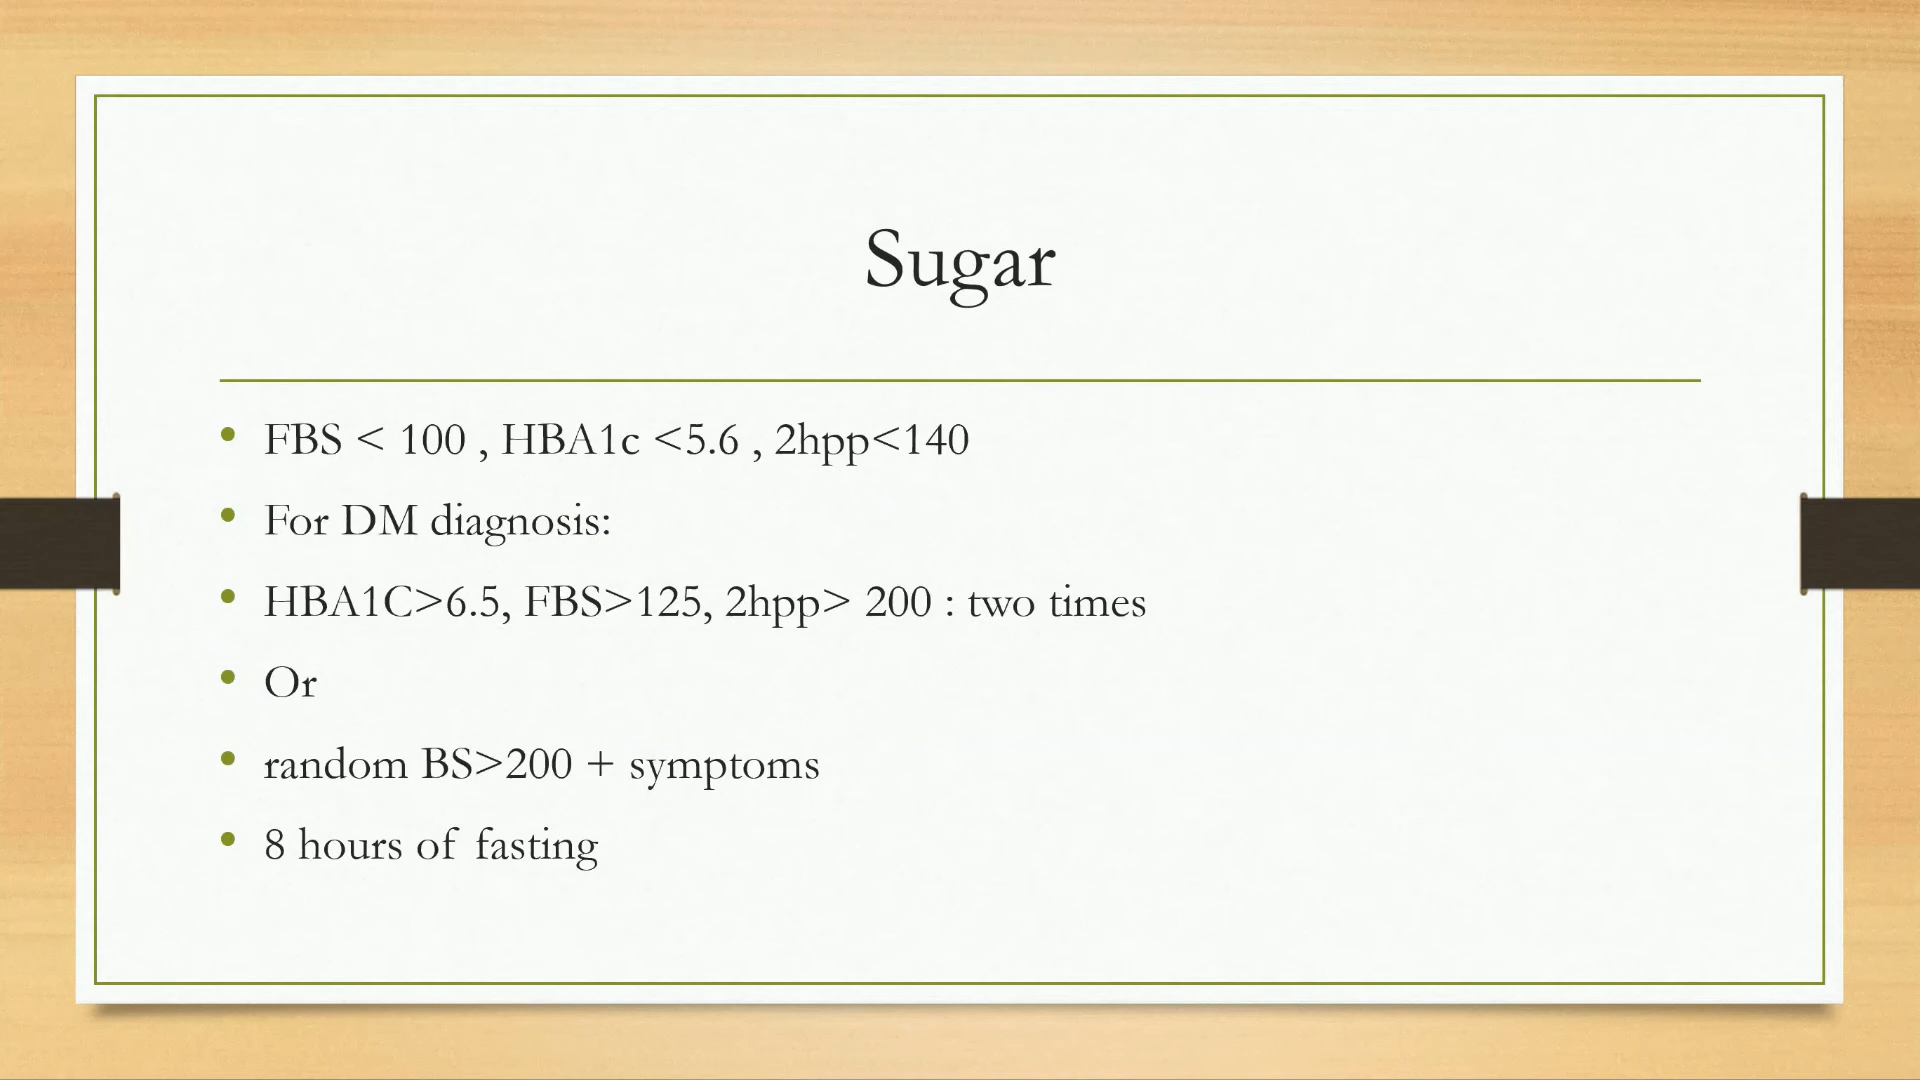 Sugar
• FBS < 100 , HBA1c <5.6 , 2hpp<140
• For DM diagnosis:
• HBA1C>6.5, FBS>125, 2hpp> 200 : two times
• Or
• random BS>200 + symptoms
• 8 hours of fasting